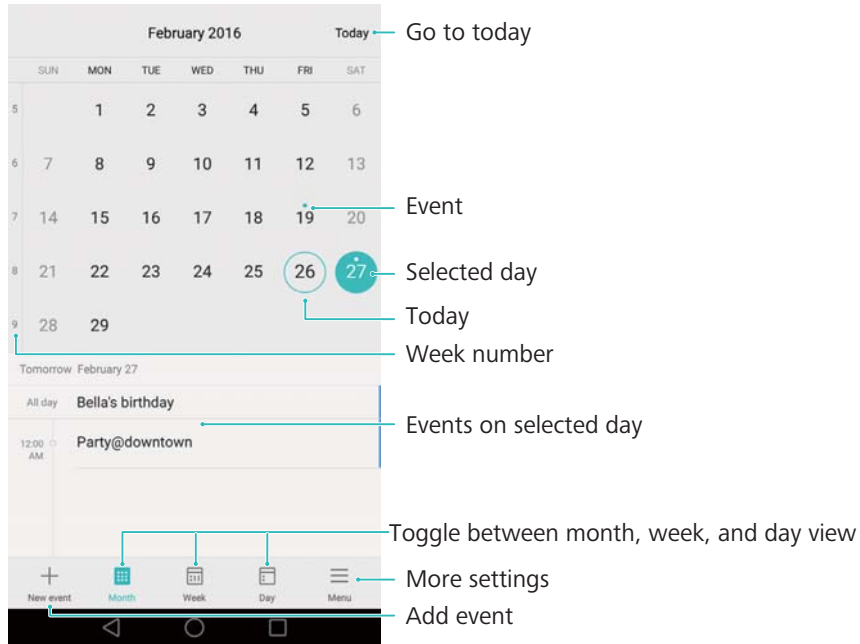 February 2016 Today Go to today
SUN MON TUE WED THU FRI SAT
5 1 2 3 4 5 6
6 7 8 9 10 11 12 13
Event
7 14 15 16 17 18 19 20
8 21 22 23 24 25 26 27 Selected day
Today
9 28 29
Week number
Tomorrow February 27
All day Bella's birthday
Events on selected day
12:00 AM Party@downtown
Toggle between month, week, and day view
More settings
New event Month Week Day Menu
Add event